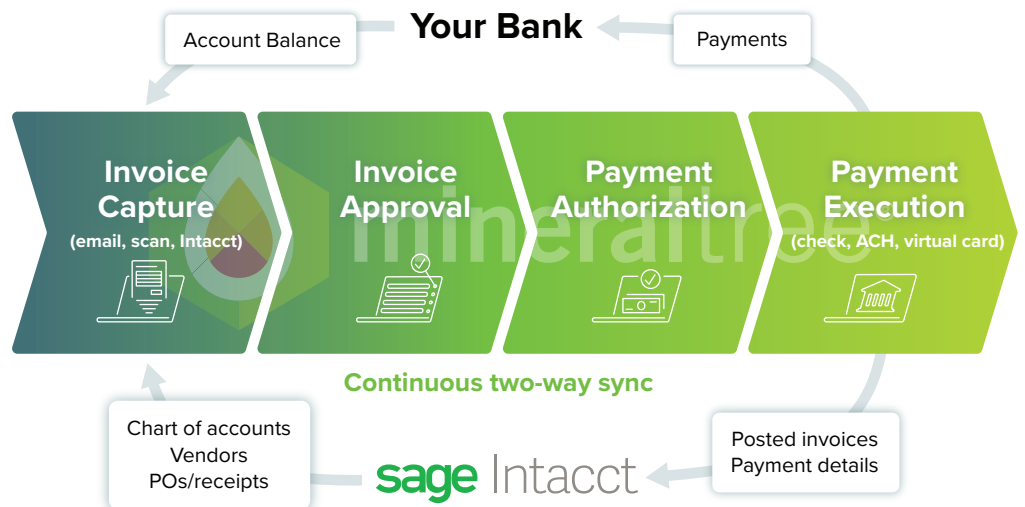 Your Bank
Account Balance
Payments
Invoice
Capture
(email, scan, Intacct)
Invoice
Approval
Payment
Authorization
Payment
Execution
(check, ACH, virtual card)
mineraltree
Continuous two-way sync
Chart of accounts
Vendors
POs/receipts
sage Intacct
Posted invoices
Payment details